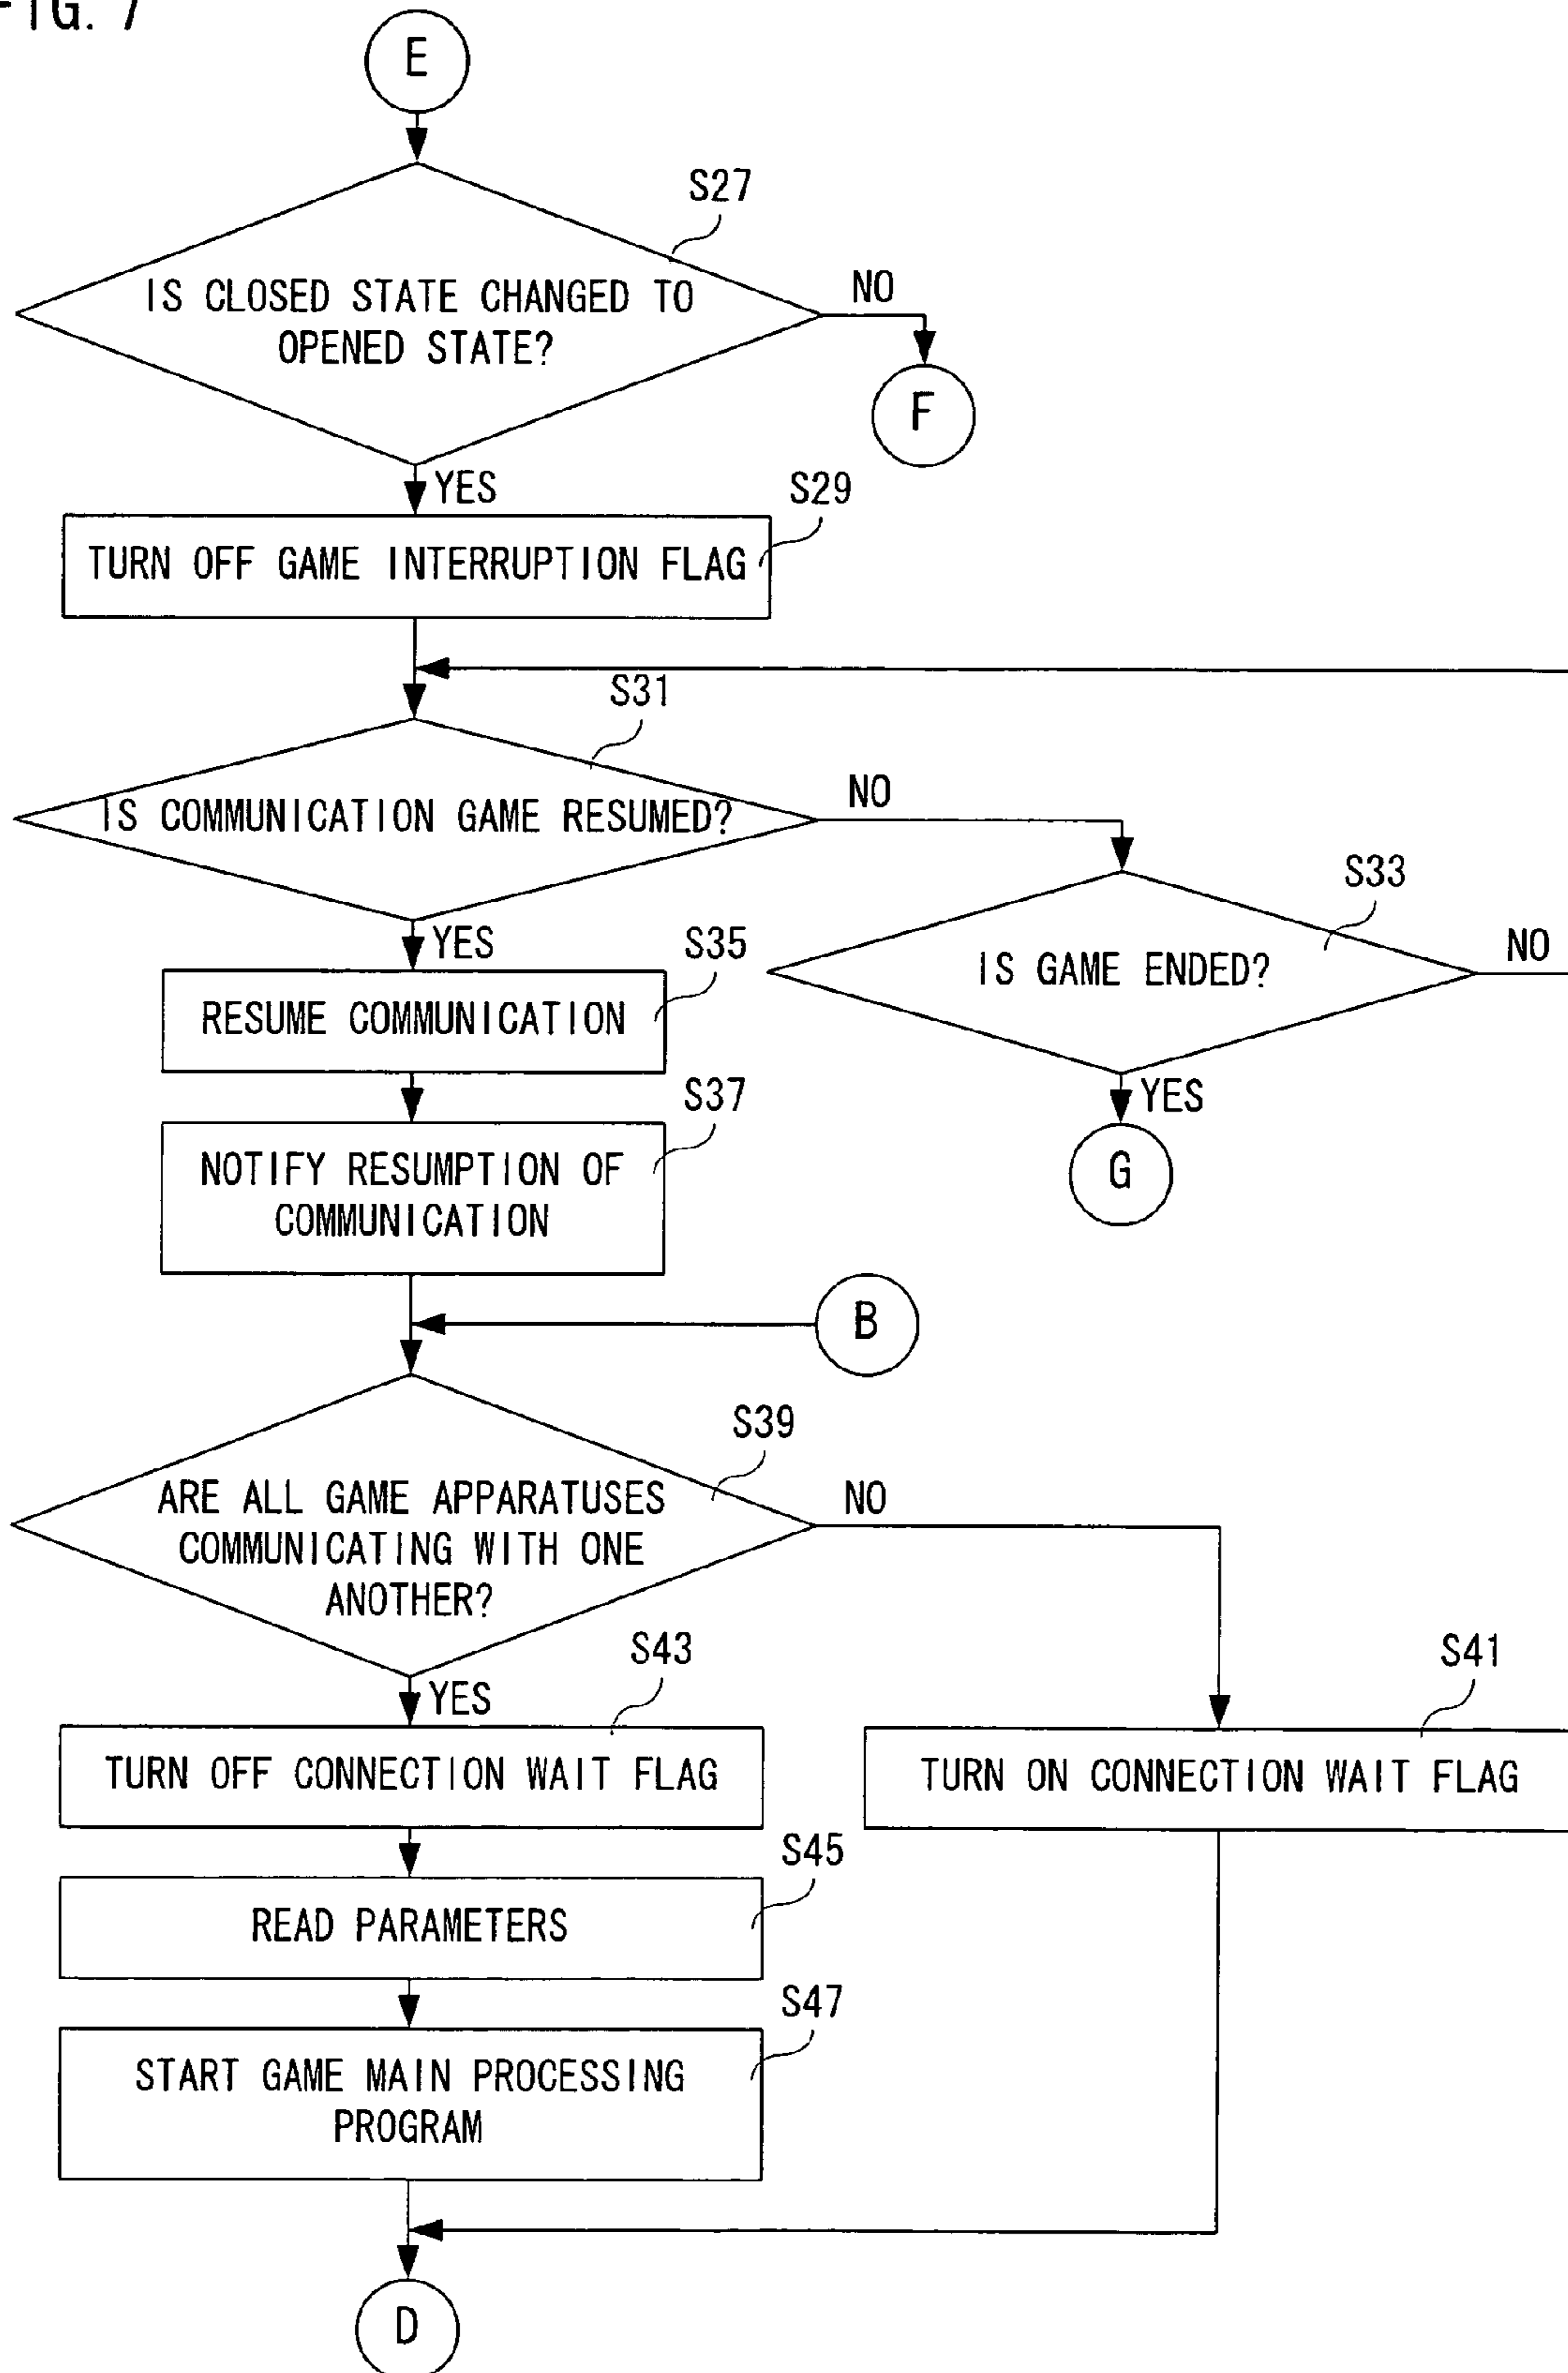 FIG. 7
E
S27
IS CLOSED STATE CHANGED TO
OPENED STATE?
NO
F
YES
S29
TURN OFF GAME INTERRUPTION FLAG
S31
IS COMMUNICATION GAME RESUMED?
NO
S33
IS GAME ENDED?
NO
YES
G
YES
S35
RESUME COMMUNICATION
S37
NOTIFY RESUMPTION OF
COMMUNICATION
B
S39
ARE ALL GAME APPARATUSES
COMMUNICATING WITH ONE
ANOTHER?
NO
S41
TURN ON CONNECTION WAIT FLAG
YES
S43
TURN OFF CONNECTION WAIT FLAG
S45
READ PARAMETERS
S47
START GAME MAIN PROCESSING
PROGRAM
D